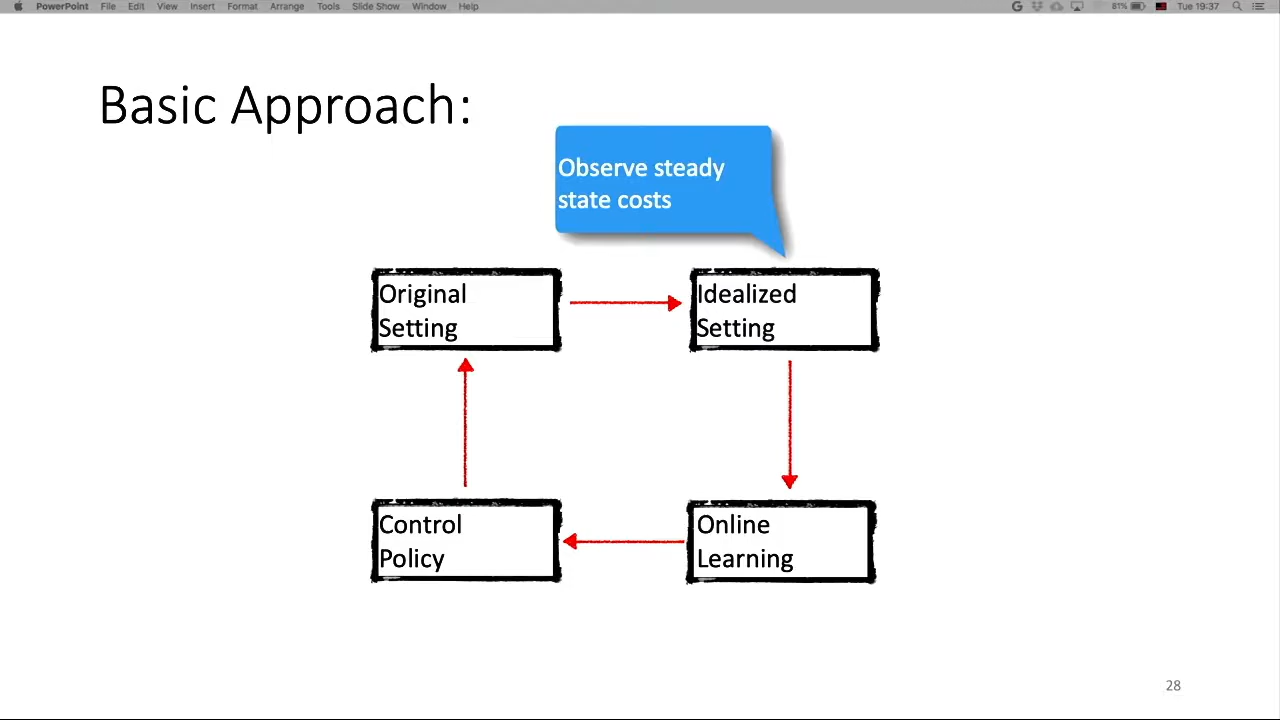 PowerPoint File Edit View Insert Format Arrange Tools Slide Show Window Help 81% Tue 19:37
Basic Approach:
Observe steady
state costs
Original
Setting
Idealized
Setting
Control
Policy
Online
Learning
28